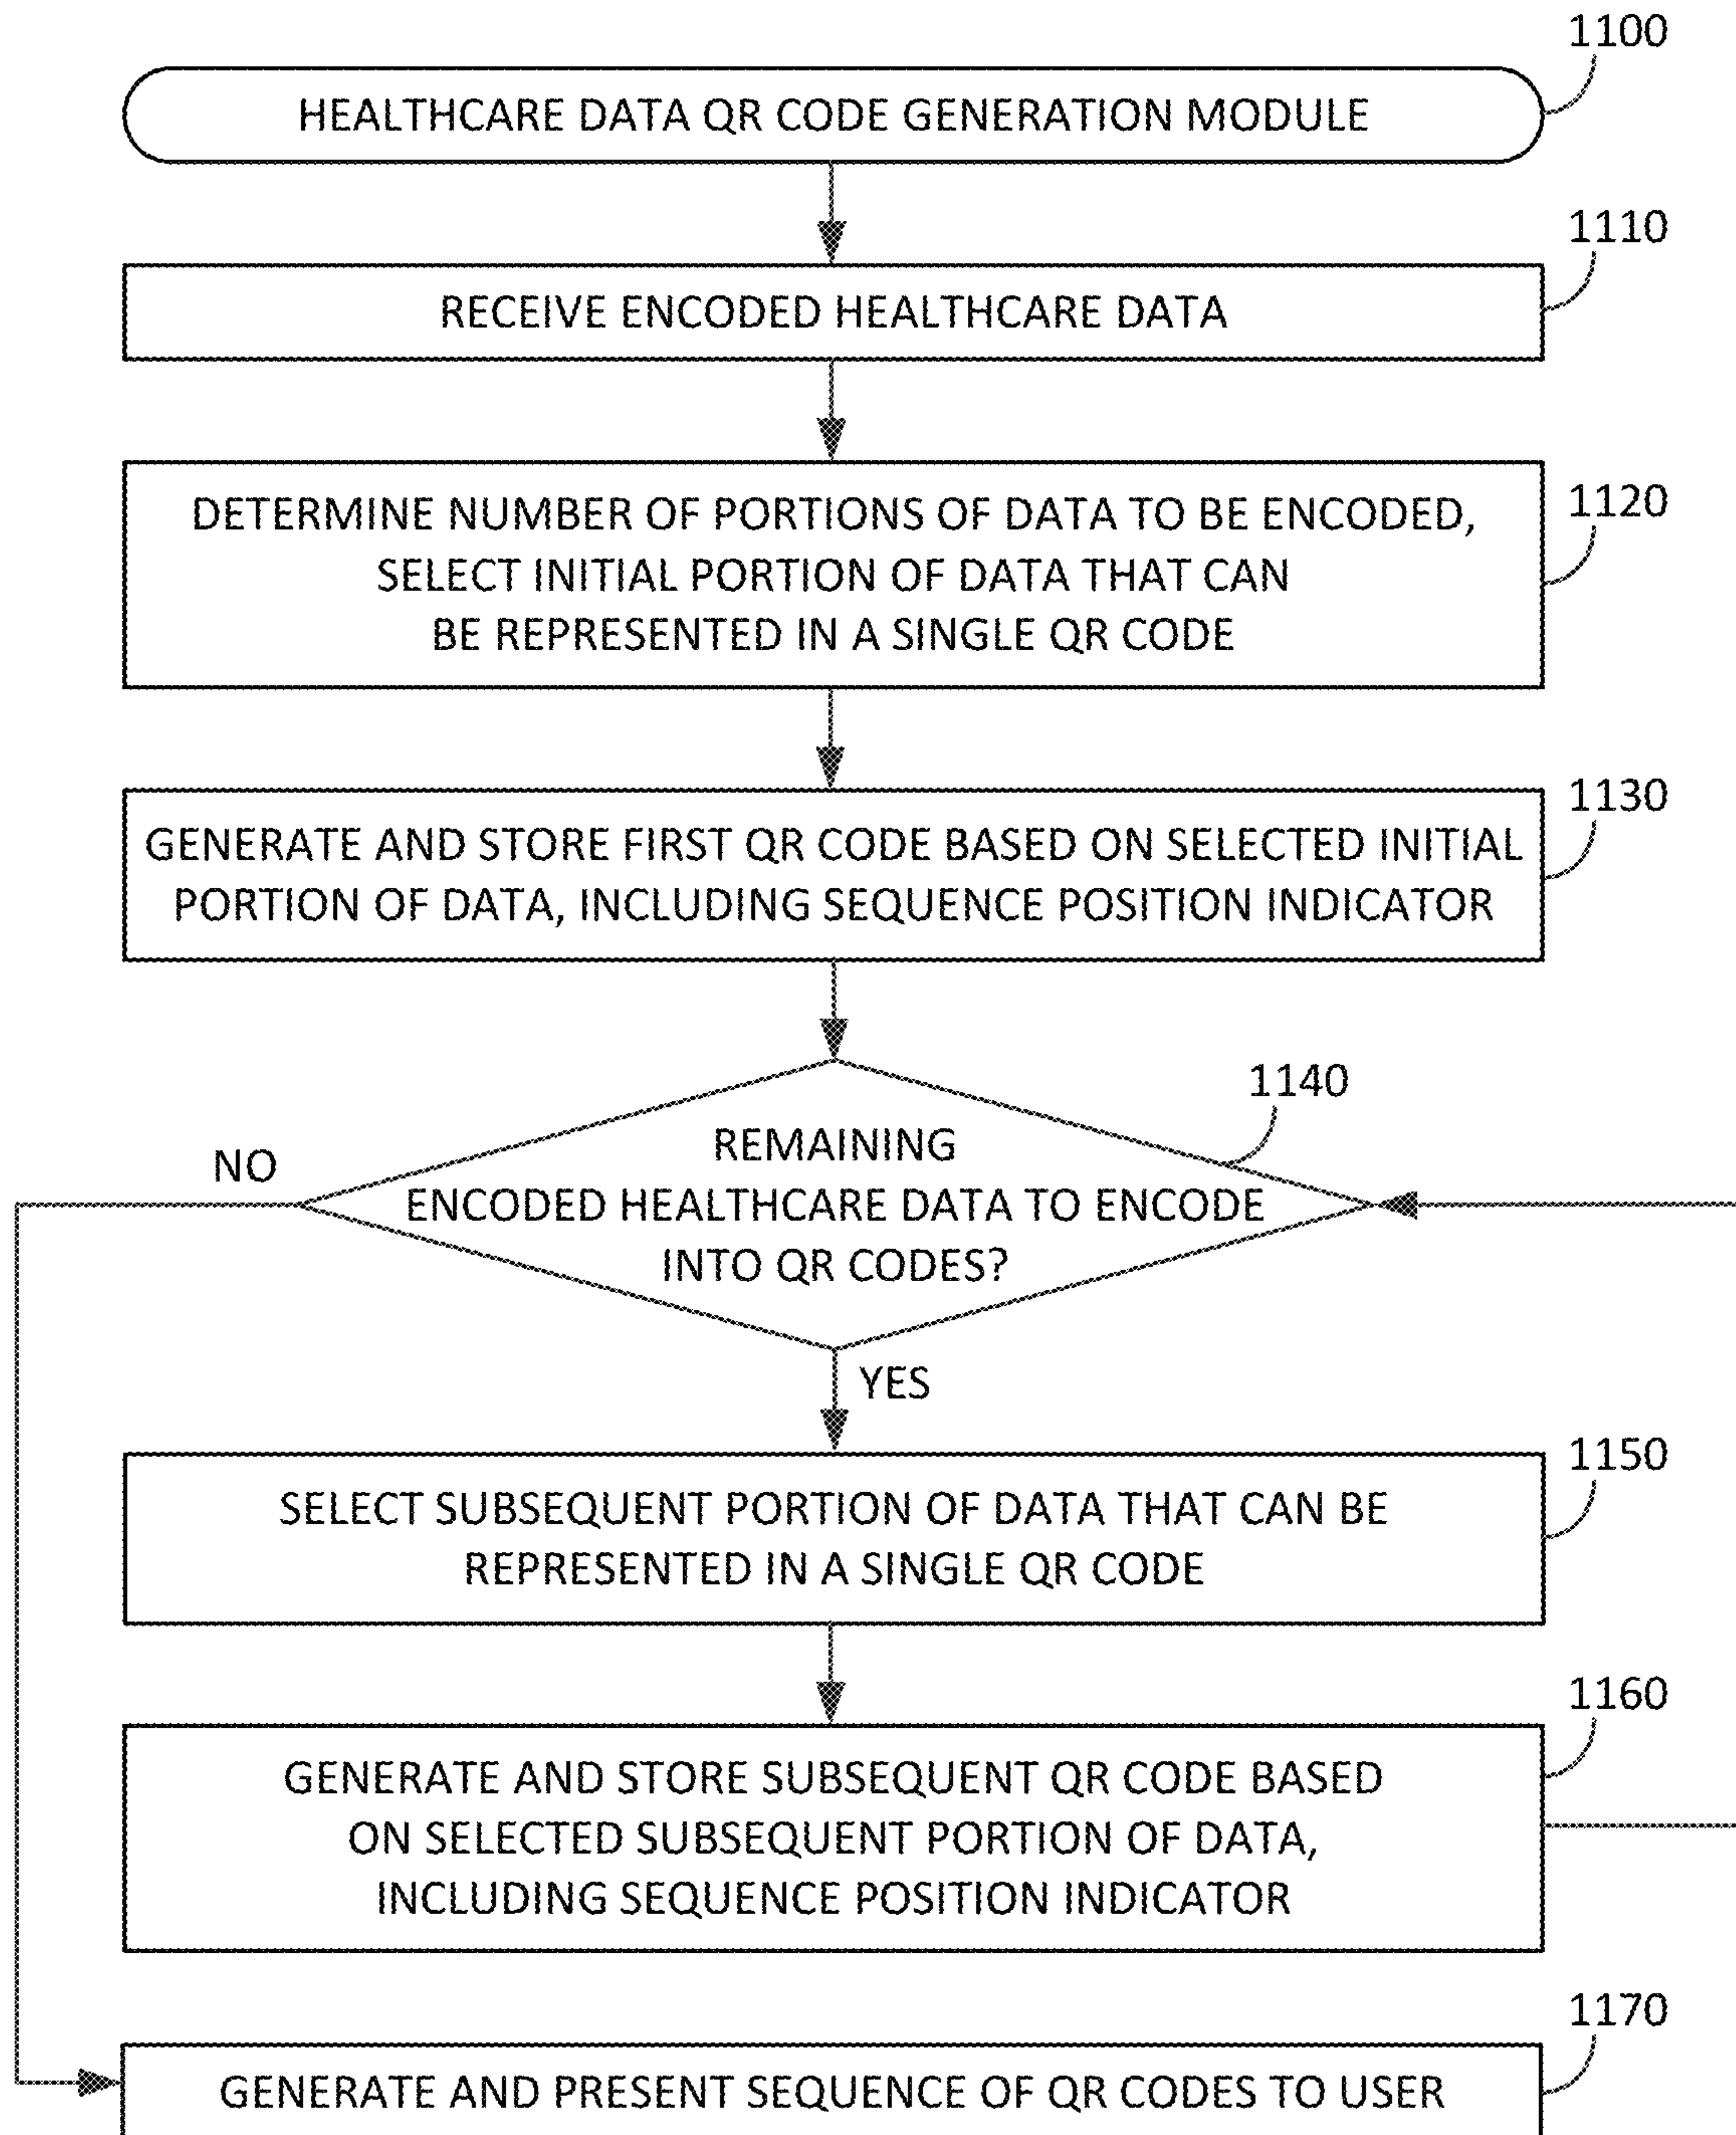 1100
HEALTHCARE DATA QR CODE GENERATION MODULE
1110
RECEIVE ENCODED HEALTHCARE DATA
1120
DETERMINE NUMBER OF PORTIONS OF DATA TO BE ENCODED,
SELECT INITIAL PORTION OF DATA THAT CAN
BE REPRESENTED IN A SINGLE QR CODE
1130
GENERATE AND STORE FIRST QR CODE BASED ON SELECTED INITIAL
PORTION OF DATA, INCLUDING SEQUENCE POSITION INDICATOR
1140
REMAINING
ENCODED HEALTHCARE DATA TO ENCODE
INTO QR CODES?
NO
YES
1150
SELECT SUBSEQUENT PORTION OF DATA THAT CAN BE
REPRESENTED IN A SINGLE QR CODE
1160
GENERATE AND STORE SUBSEQUENT QR CODE BASED
ON SELECTED SUBSEQUENT PORTION OF DATA,
INCLUDING SEQUENCE POSITION INDICATOR
1170
GENERATE AND PRESENT SEQUENCE OF QR CODES TO USER